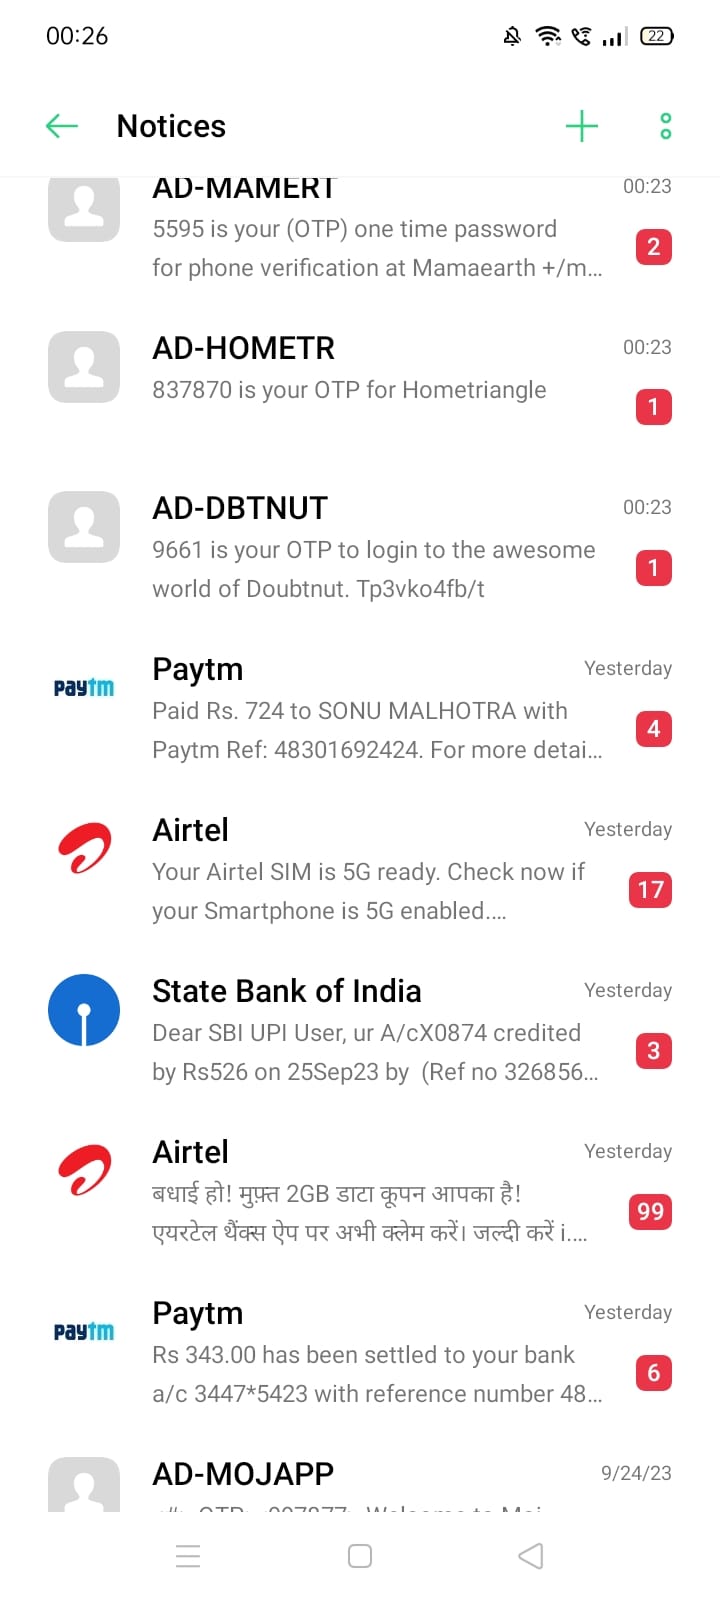 00:26
22
Notices
AD-MAMERT 00:23
5595 is your (OTP) one time password
for phone verification at Mamaearth +/m...
2
AD-HOMETR 00:23
837870 is your OTP for Hometriangle
1
AD-DBTNUT 00:23
9661 is your OTP to login to the awesome
world of Doubtnut. Tp3vko4fb/t
1
paytm
Paytm Yesterday
Paid Rs. 724 to SONU MALHOTRA with
Paytm Ref: 48301692424. For more detai...
4
Airtel Yesterday
Your Airtel SIM is 5G ready. Check now if
your Smartphone is 5G enabled....
17
State Bank of India Yesterday
Dear SBI UPI User, ur A/cX0874 credited
by Rs526 on 25Sep23 by (Ref no 326856...
3
Airtel Yesterday
बधाई हो! मुफ़्त 2GB डाटा कूपन आपका है!
एयरटेल थैंक्स ऐप पर अभी क्लेम करें। जल्दी करें i....
99
paytm
Paytm Yesterday
Rs 343.00 has been settled to your bank
a/c 3447*5423 with reference number 48...
6
AD-MOJAPP 9/24/23